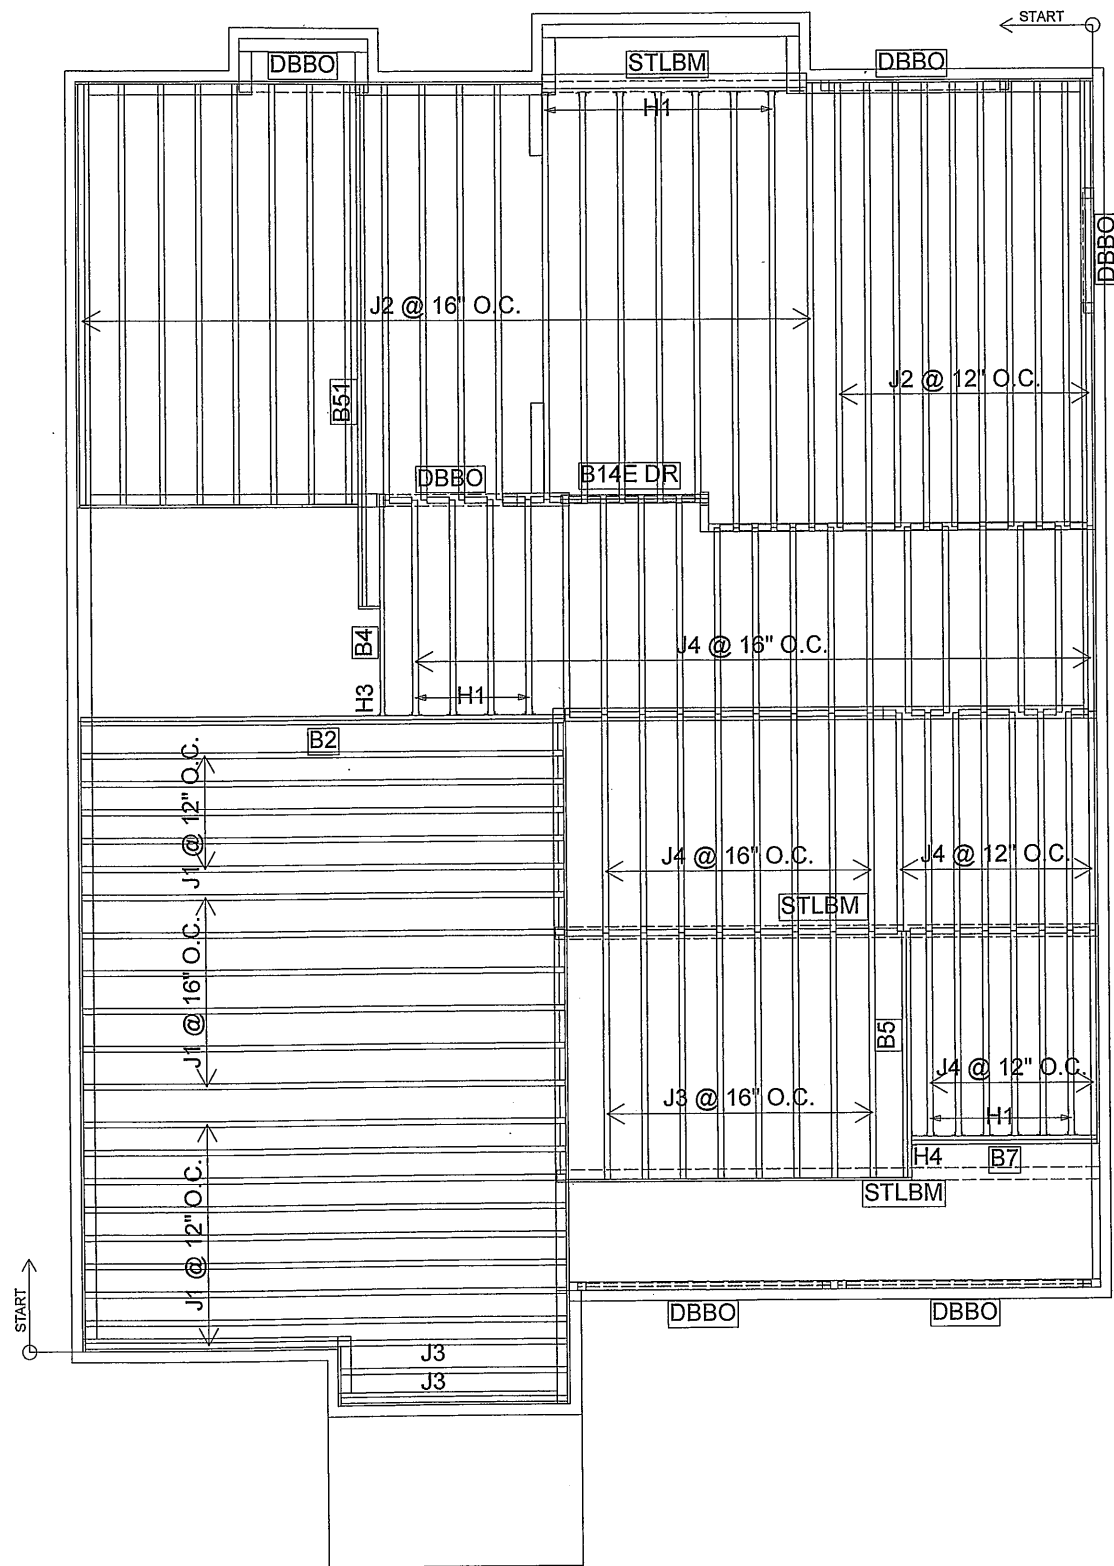 START
DBBO
STLBM
DBBO
H1
DBBO
J2 @ 16" O.C.
J2 @ 12" O.C.
B51
DBBO
B14E DR
B4
J4 @ 16" O.C.
H3
H1
B2
J1 @ 12" O.C.
J4 @ 16" O.C.
J4 @ 12" O.C.
STLBM
J1 @ 16" O.C.
B5
J4 @ 12" O.C.
J3 @ 16" O.C.
H1
H4
B7
STLBM
J1 @ 12" O.C.
START
DBBO
DBBO
J3
J3